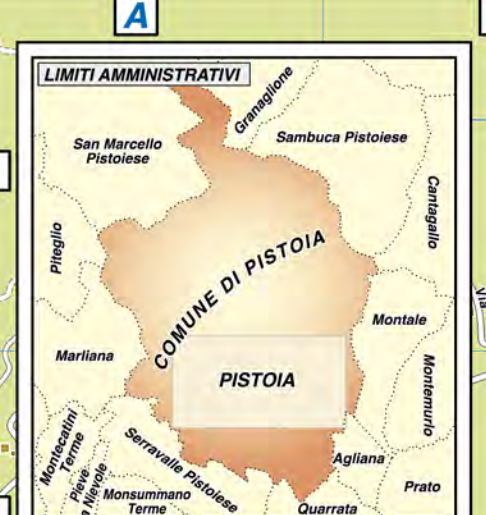 A
LIMITI AMMINISTRATIVI
Granaglione
San Marcello
Pistoiese
Sambuca Pistoiese
Cantagallo
Piteglio
COMUNE DI PISTOIA
Montale
Marliana
PISTOIA
Montemurlo
Montecatini
Terme
Pieve
Nievole
Serravalle Pistoiese
Monsummano
Terme
Agliana
Prato
Quarrata
Via